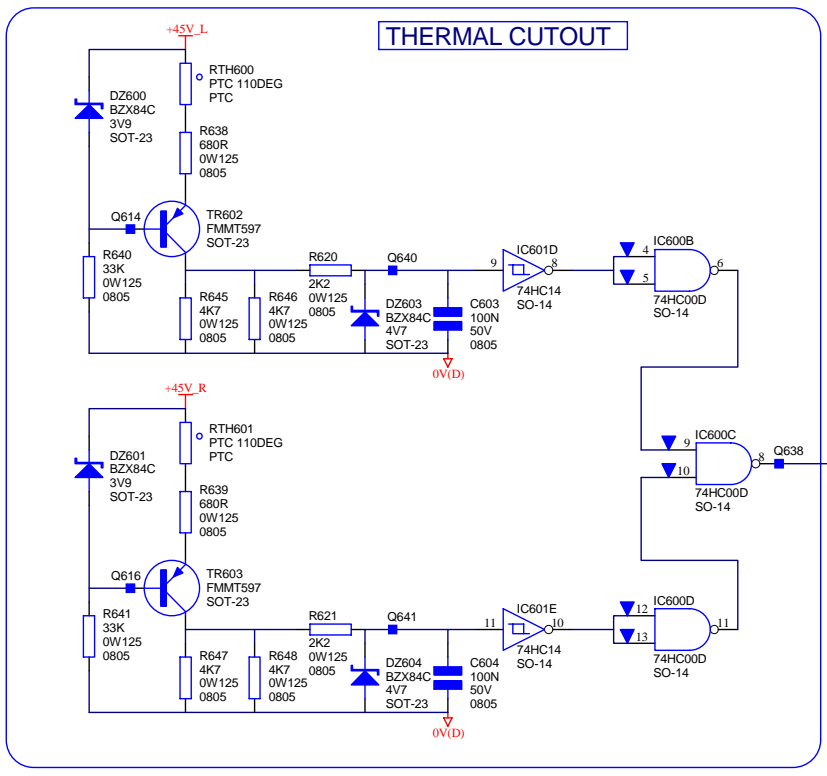 THERMAL CUTOUT
+45V_L
RTH600
PTC 110DEG
PTC
DZ600
BZX84C
3V9
SOT-23
R638
680R
0W125
0805
Q614
TR602
FMMT597
SOT-23
R640
33K
0W125
0805
R645
4K7
0W125
0805
R646
4K7
0W125
0805
R620
2K2
0W125
0805
Q640
DZ603
BZX84C
4V7
SOT-23
C603
100N
50V
0805
0V(D)
9
IC601D
8
74HC14
SO-14
4
5
IC600B
6
74HC00D
SO-14
+45V_R
RTH601
PTC 110DEG
PTC
DZ601
BZX84C
3V9
SOT-23
R639
680R
0W125
0805
Q616
TR603
FMMT597
SOT-23
R641
33K
0W125
0805
R647
4K7
0W125
0805
R648
4K7
0W125
0805
R621
2K2
0W125
0805
Q641
DZ604
BZX84C
4V7
SOT-23
C604
100N
50V
0805
0V(D)
11
IC601E
10
74HC14
SO-14
12
13
IC600D
11
74HC00D
SO-14
9
10
IC600C
8
Q638
74HC00D
SO-14